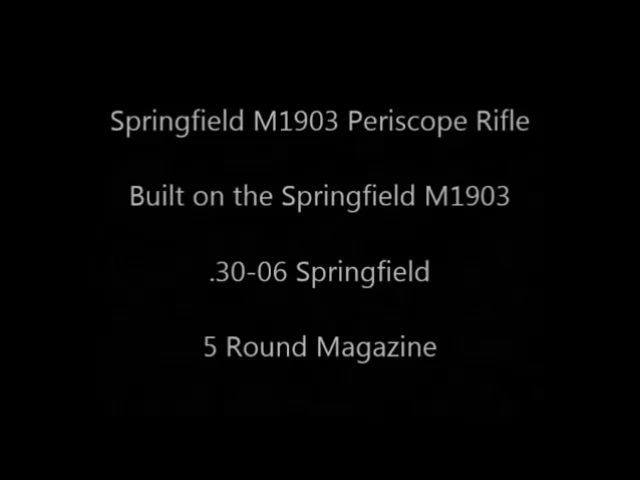 Springfield M1903 Periscope Rifle
Built on the Springfield M1903
.30-06 Springfield
5 Round Magazine